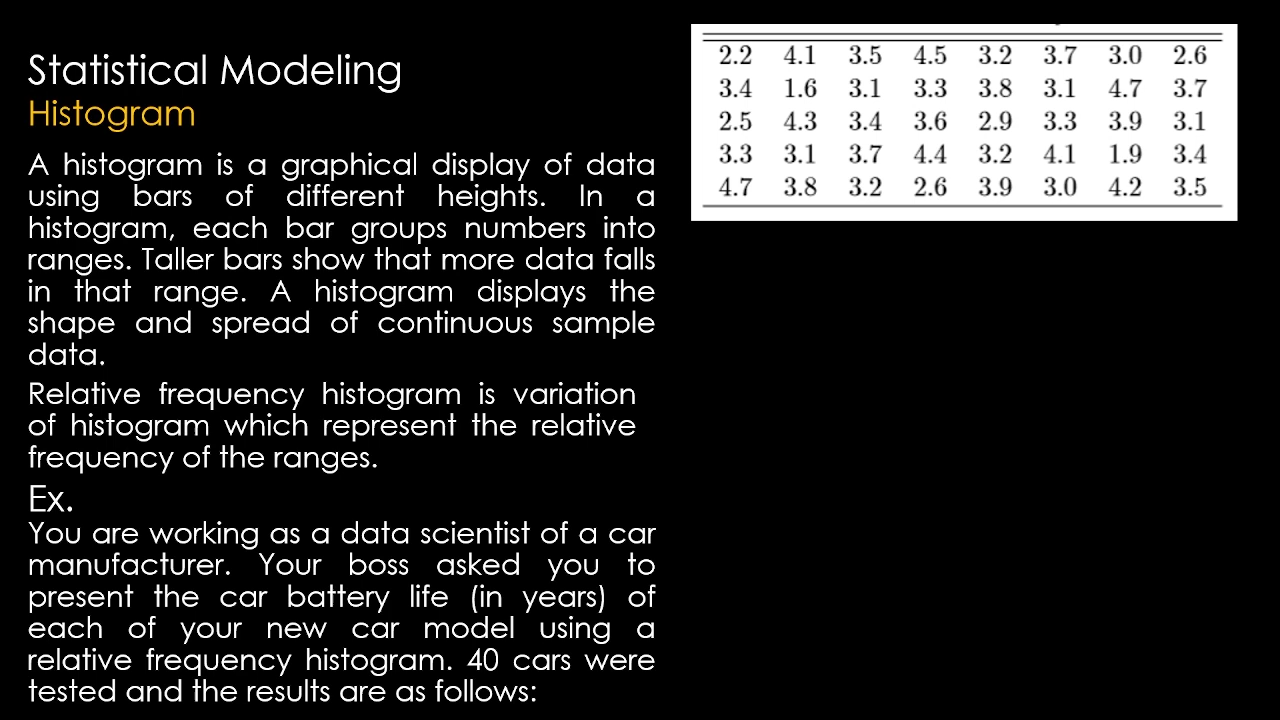 Statistical Modeling
Histogram
A histogram is a graphical display of data
using bars of different heights. In a
histogram, each bar groups numbers into
ranges. Taller bars show that more data falls
in that range. A histogram displays the
shape and spread of continuous sample
data.
Relative frequency histogram is variation
of histogram which represent the relative
frequency of the ranges.
Ex.
You are working as a data scientist of a car
manufacturer. Your boss asked you to
present the car battery life (in years) of
each of your new car model using a
relative frequency histogram. 40 cars were
tested and the results are as follows:
2.2 4.1 3.5 4.5 3.2 3.7 3.0 2.6
3.4 1.6 3.1 3.3 3.8 3.1 4.7 3.7
2.5 4.3 3.4 3.6 2.9 3.3 3.9 3.1
3.3 3.1 3.7 4.4 3.2 4.1 1.9 3.4
4.7 3.8 3.2 2.6 3.9 3.0 4.2 3.5